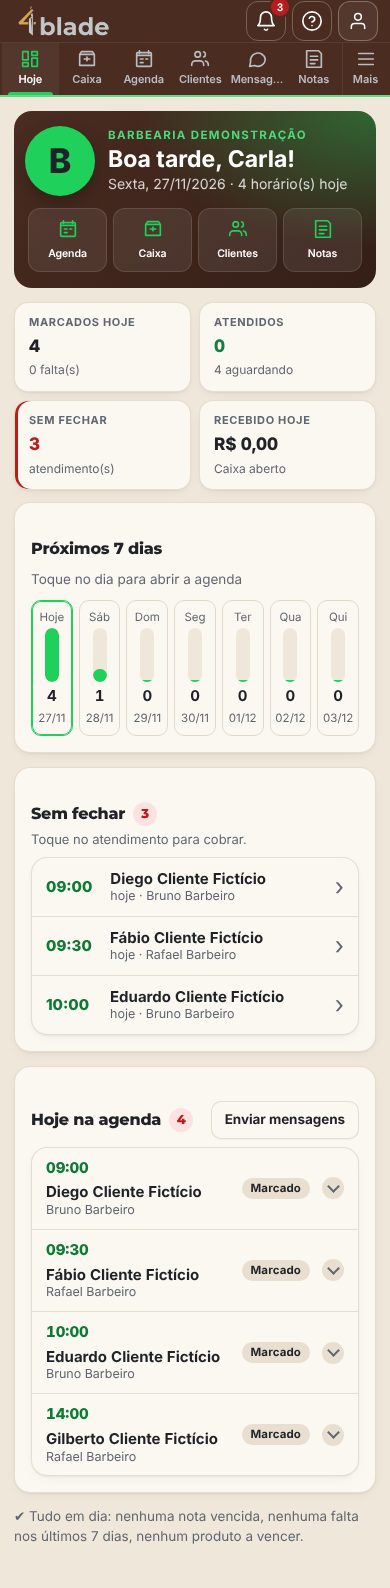 4blade
3
Hoje
Caixa
Agenda
Clientes
Mensag...
Notas
Mais
B
BARBEARIA DEMONSTRAÇÃO
Boa tarde, Carla!
Sexta, 27/11/2026 · 4 horário(s) hoje
Agenda
Caixa
Clientes
Notas
MARCADOS HOJE
4
0 falta(s)
ATENDIDOS
0
4 aguardando
SEM FECHAR
3
atendimento(s)
RECEBIDO HOJE
R$ 0,00
Caixa aberto
Próximos 7 dias
Toque no dia para abrir a agenda
Hoje Sáb Dom Seg Ter Qua Qui
4 1 0 0 0 0 0
27/11 28/11 29/11 30/11 01/12 02/12 03/12
Sem fechar 3
Toque no atendimento para cobrar.
09:00 Diego Cliente Fictício
hoje · Bruno Barbeiro
09:30 Fábio Cliente Fictício
hoje · Rafael Barbeiro
10:00 Eduardo Cliente Fictício
hoje · Bruno Barbeiro
Hoje na agenda 4 Enviar mensagens
09:00
Diego Cliente Fictício Marcado
Bruno Barbeiro
09:30
Fábio Cliente Fictício Marcado
Rafael Barbeiro
10:00
Eduardo Cliente Fictício Marcado
Bruno Barbeiro
14:00
Gilberto Cliente Fictício Marcado
Rafael Barbeiro
✔ Tudo em dia: nenhuma nota vencida, nenhuma falta
nos últimos 7 dias, nenhum produto a vencer.